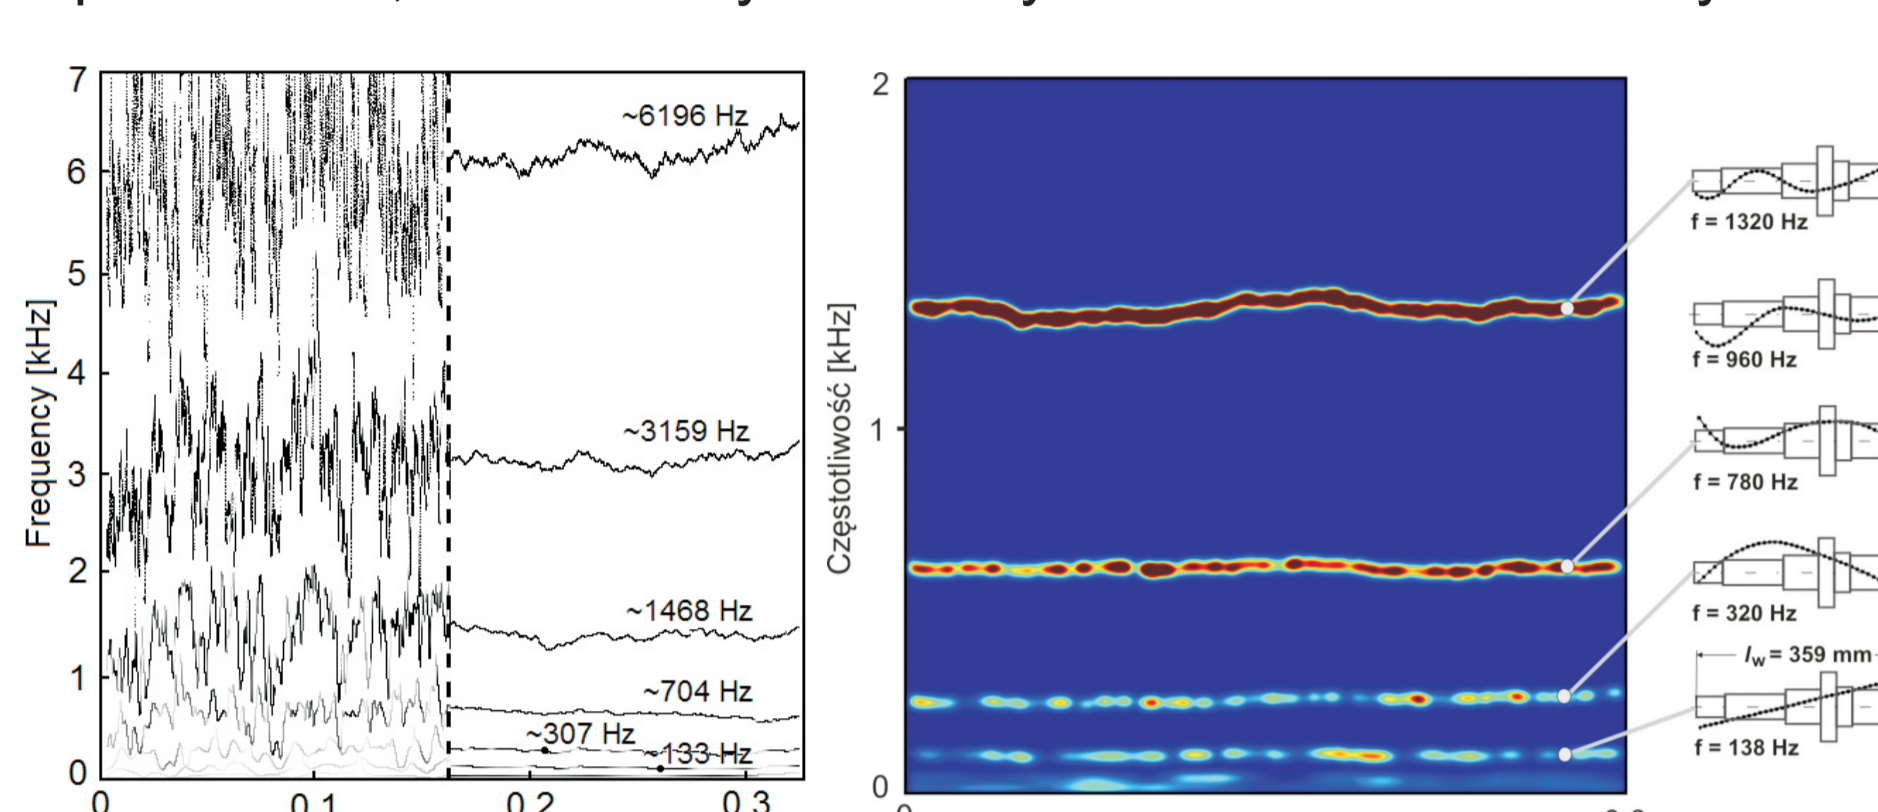 7
6
5
4
3
2
1
0
Frequency [kHz]
~6196 Hz
~3159 Hz
~1468 Hz
~704 Hz
~307 Hz
~133 Hz
0
0.1
0.2
0.3
2
1
0
Częstotliwość [kHz]
0
f = 1320 Hz
f = 960 Hz
f = 780 Hz
f = 320 Hz
lw = 359 mm
f = 138 Hz